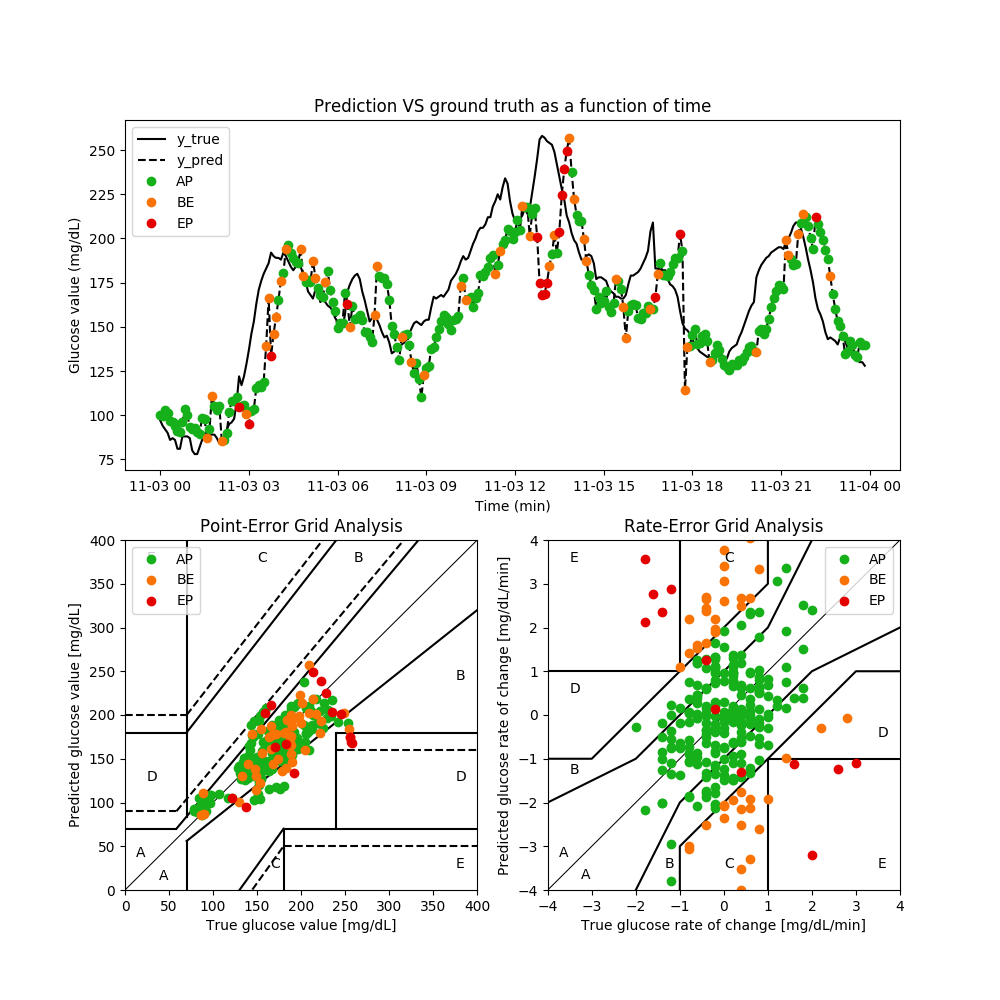 Prediction VS ground truth as a function of time
Glucose value (mg/dL)
250
225
200
175
150
125
100
75
y_true
y_pred
AP
BE
EP
11-03 00
11-03 03
11-03 06
11-03 09
11-03 12
11-03 15
11-03 18
11-03 21
11-04 00
Time (min)
Point-Error Grid Analysis
Predicted glucose value [mg/dL]
400
350
300
250
200
150
100
50
0
AP
BE
EP
C
B
B
D
D
A
A
C
E
0
50
100
150
200
250
300
350
400
True glucose value [mg/dL]
Rate-Error Grid Analysis
Predicted glucose rate of change [mg/dL/min]
4
3
2
1
0
−1
−2
−3
−4
E
C
AP
BE
EP
D
D
B
A
A
B
C
E
−4
−3
−2
−1
0
1
2
3
4
True glucose rate of change [mg/dL/min]